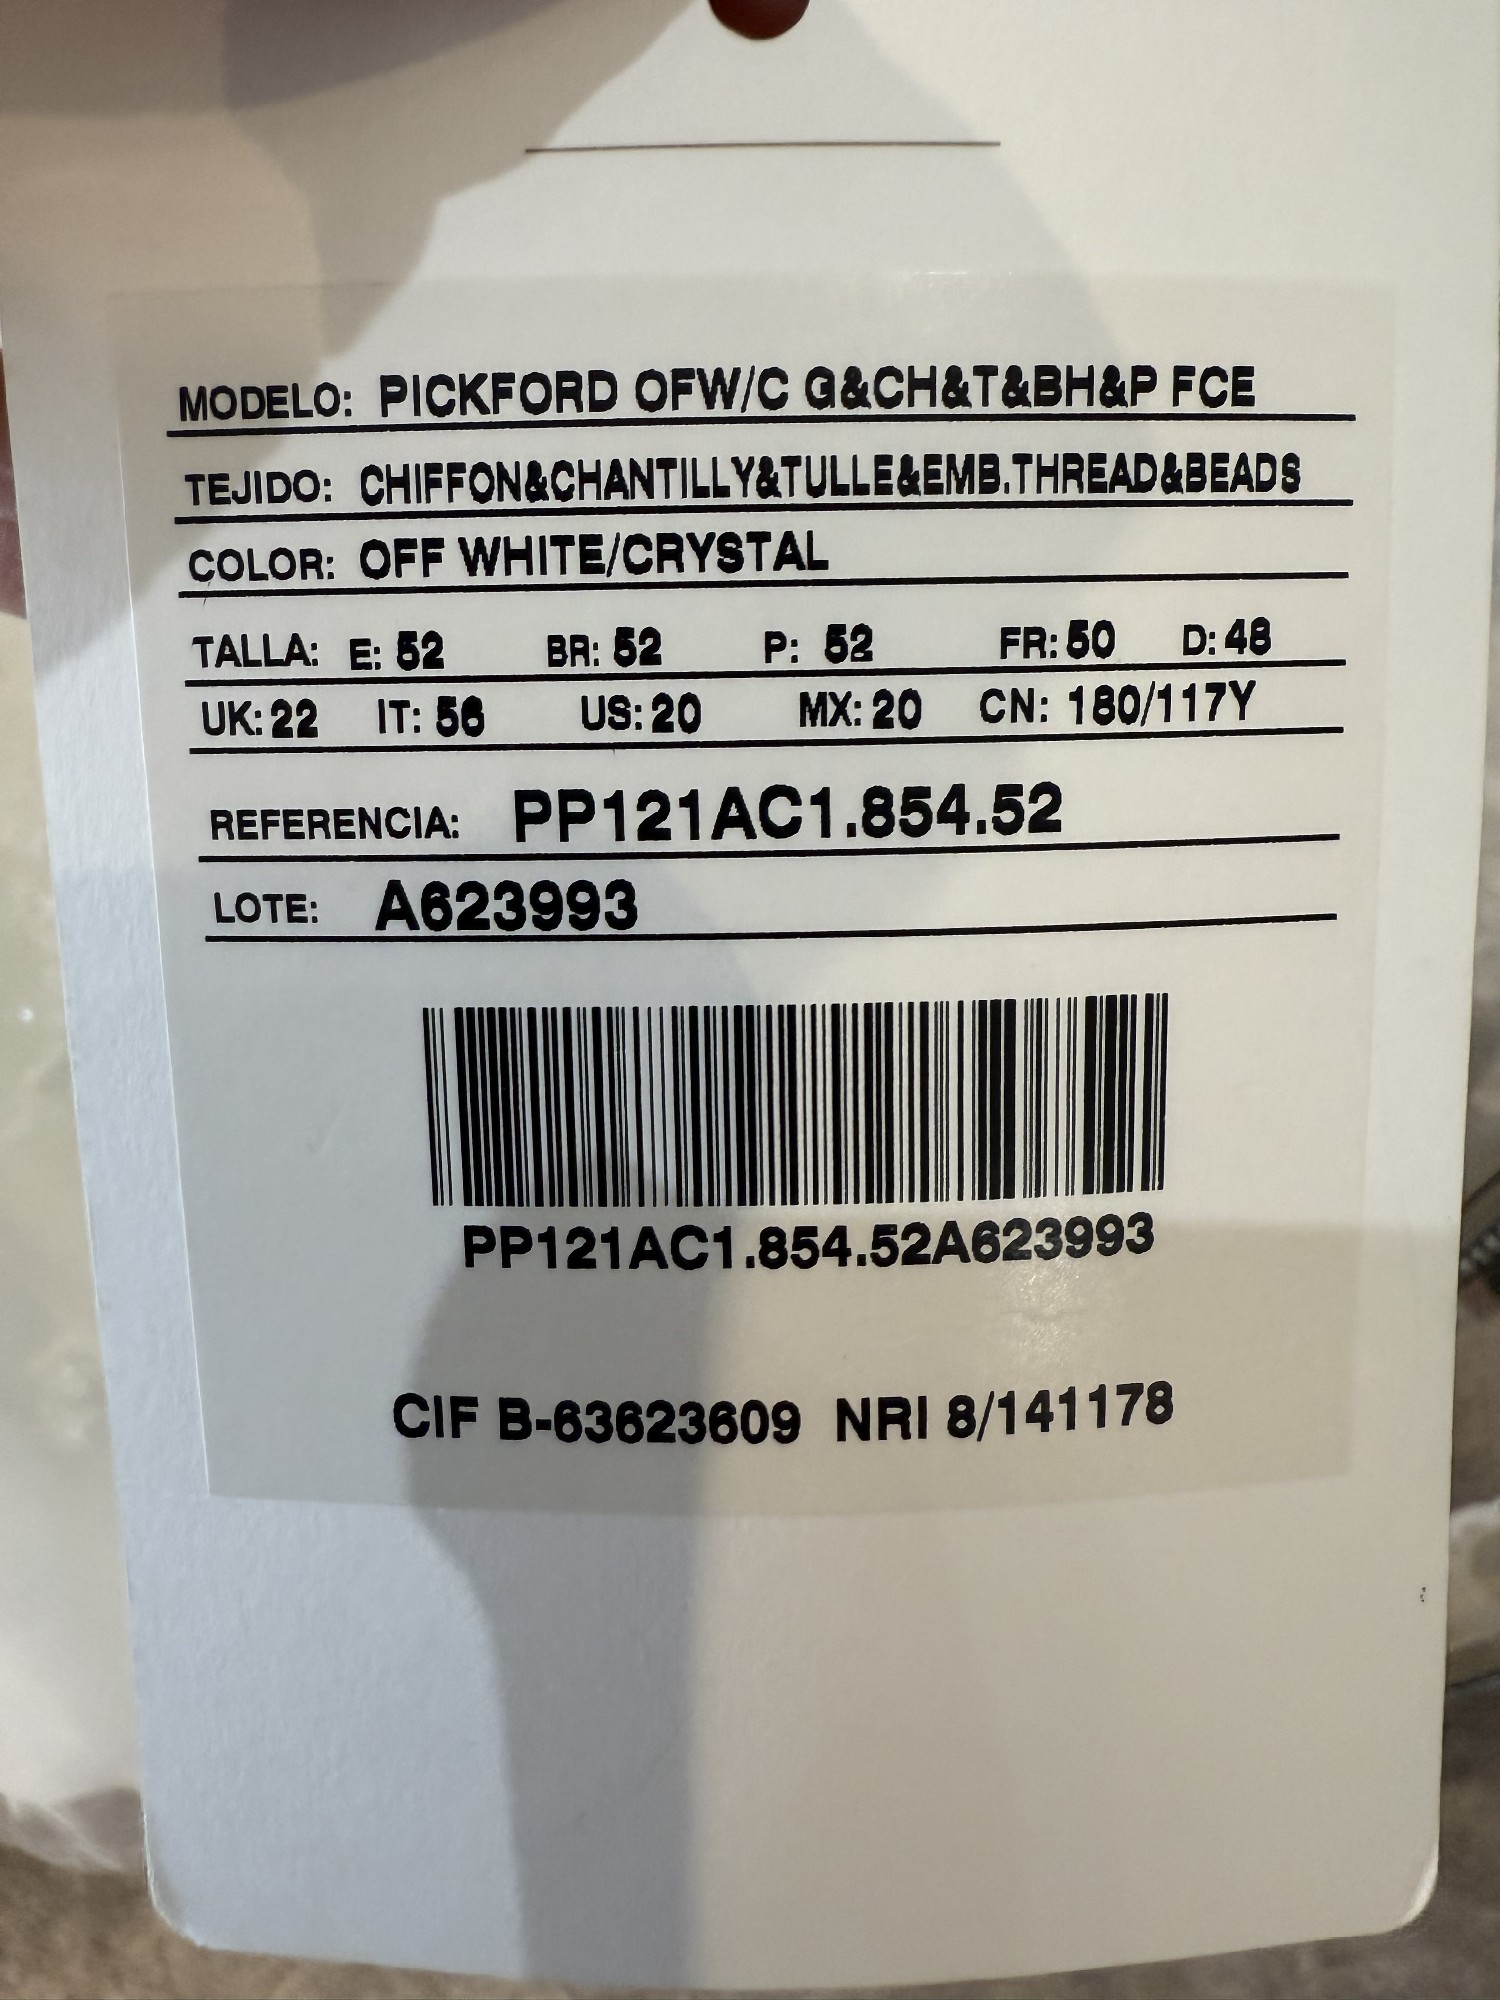 MODELO: PICKFORD OFW/C G&CH&T&BH&P FCE
TEJIDO: CHIFFON&CHANTILLY&TULLE&EMB.THREAD&BEADS
COLOR: OFF WHITE/CRYSTAL
TALLA: E: 52 BR: 52 P: 52 FR: 50 D: 48
UK: 22 IT: 56 US: 20 MX: 20 CN: 180/117Y
REFERENCIA: PP121AC1.854.52
LOTE: A623993
PP121AC1.854.52A623993
CIF B-63623609 NRI 8/141178